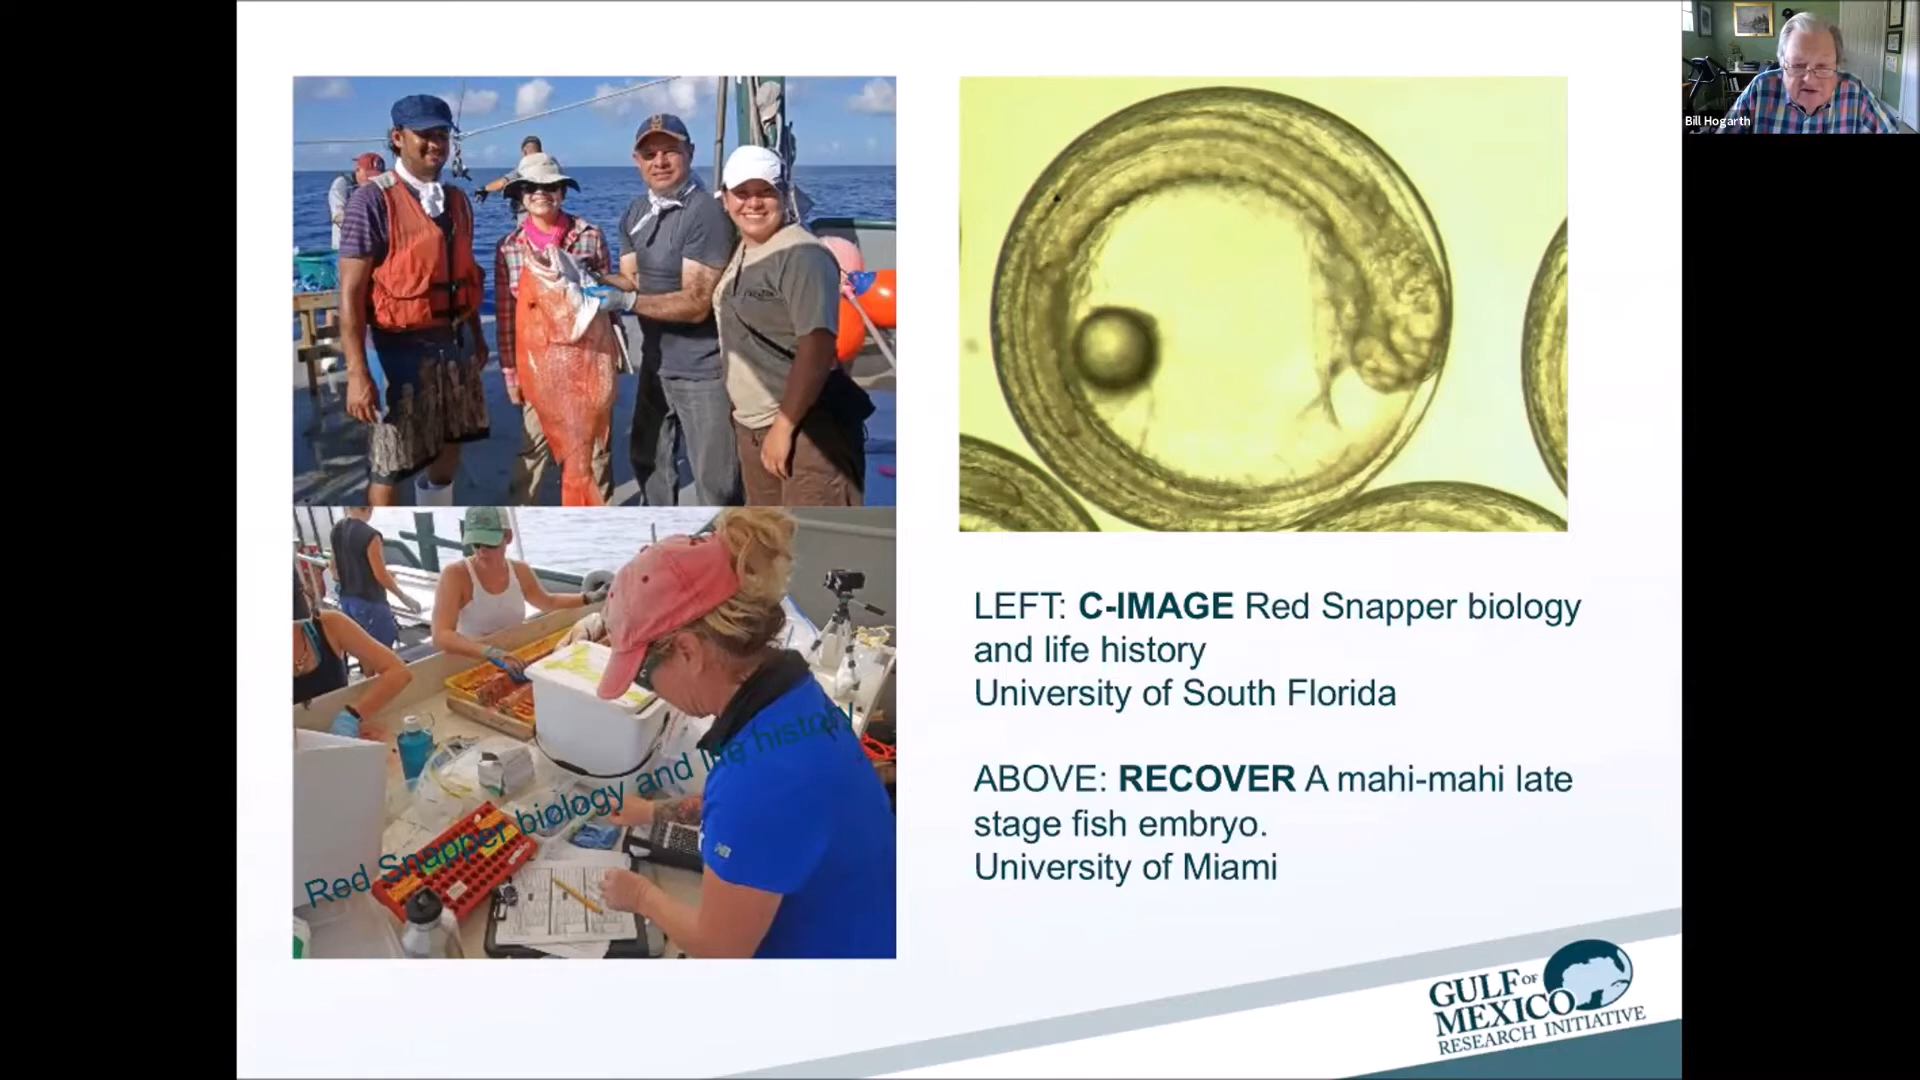 Bill Hogarth
Red Snapper biology and life history
LEFT: C-IMAGE Red Snapper biology
and life history
University of South Florida
ABOVE: RECOVER A mahi-mahi late
stage fish embryo.
University of Miami
GULF OF
MEXICO
RESEARCH INITIATIVE